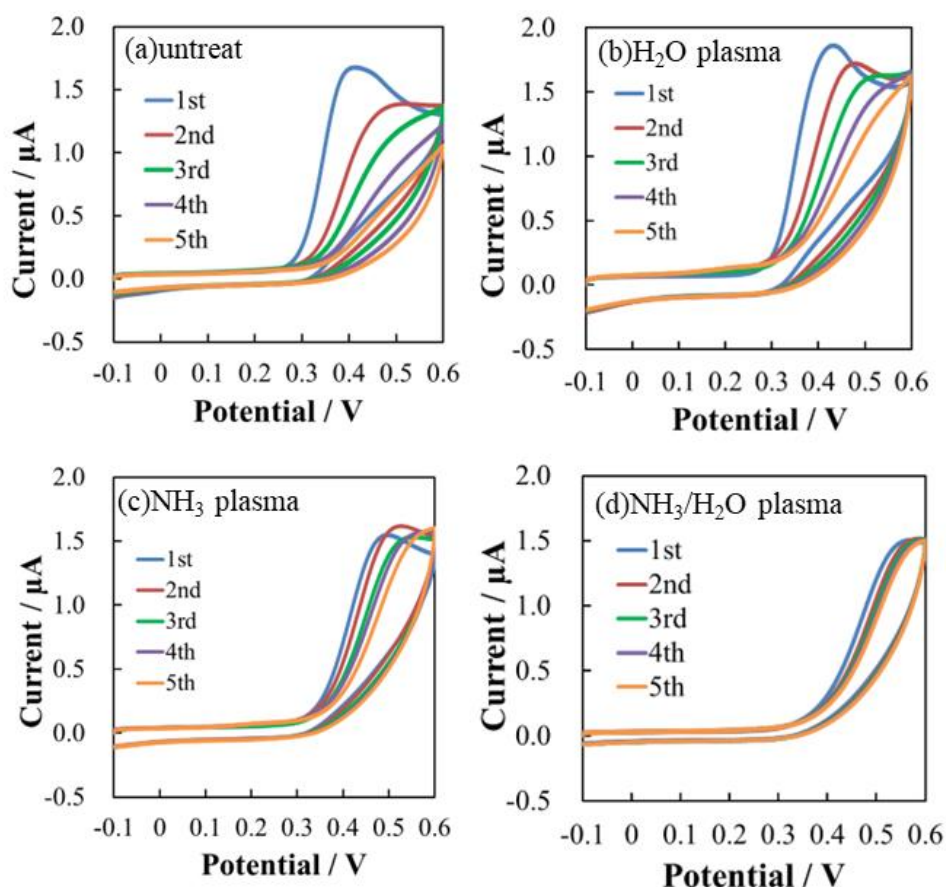 (a)untreat
2.0
1.5
1.0
0.5
0.0
-0.5
Current / µA
1st
2nd
3rd
4th
5th
-0.1 0 0.1 0.2 0.3 0.4 0.5 0.6
Potential / V
(b)H₂O plasma
2.0
1.5
1.0
0.5
0.0
-0.5
Current / µA
1st
2nd
3rd
4th
5th
-0.1 0 0.1 0.2 0.3 0.4 0.5 0.6
Potential / V
(c)NH₃ plasma
2.0
1.5
1.0
0.5
0.0
-0.5
Current / µA
1st
2nd
3rd
4th
5th
-0.1 0 0.1 0.2 0.3 0.4 0.5 0.6
Potential / V
(d)NH₃/H₂O plasma
2.0
1.5
1.0
0.5
0.0
-0.5
Current / µA
1st
2nd
3rd
4th
5th
-0.1 0 0.1 0.2 0.3 0.4 0.5 0.6
Potential / V